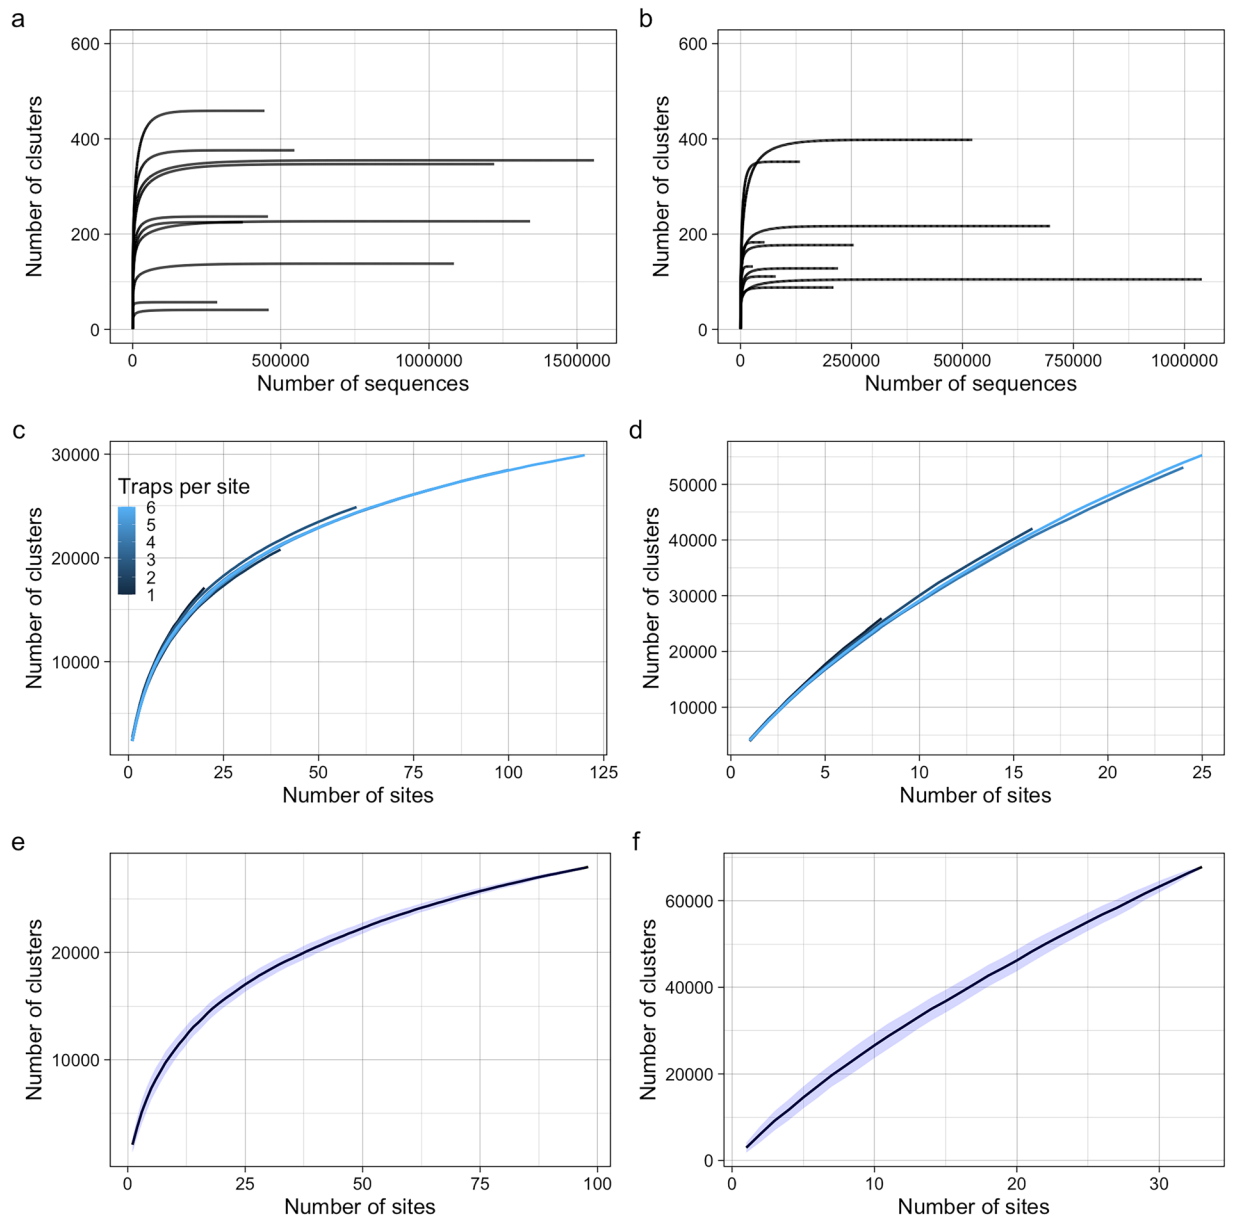 a
600
400
200
0
Number of clsuters
0 500000 1000000 1500000
Number of sequences
b
600
400
200
0
Number of clusters
0 250000 500000 750000 1000000
Number of sequences
c
30000
20000
10000
Number of clusters
Traps per site
6
5
4
3
2
1
0 25 50 75 100 125
Number of sites
d
50000
40000
30000
20000
10000
Number of clusters
0 5 10 15 20 25
Number of sites
e
20000
10000
Number of clusters
0 25 50 75 100
Number of sites
f
60000
40000
20000
0
Number of clusters
0 10 20 30
Number of sites